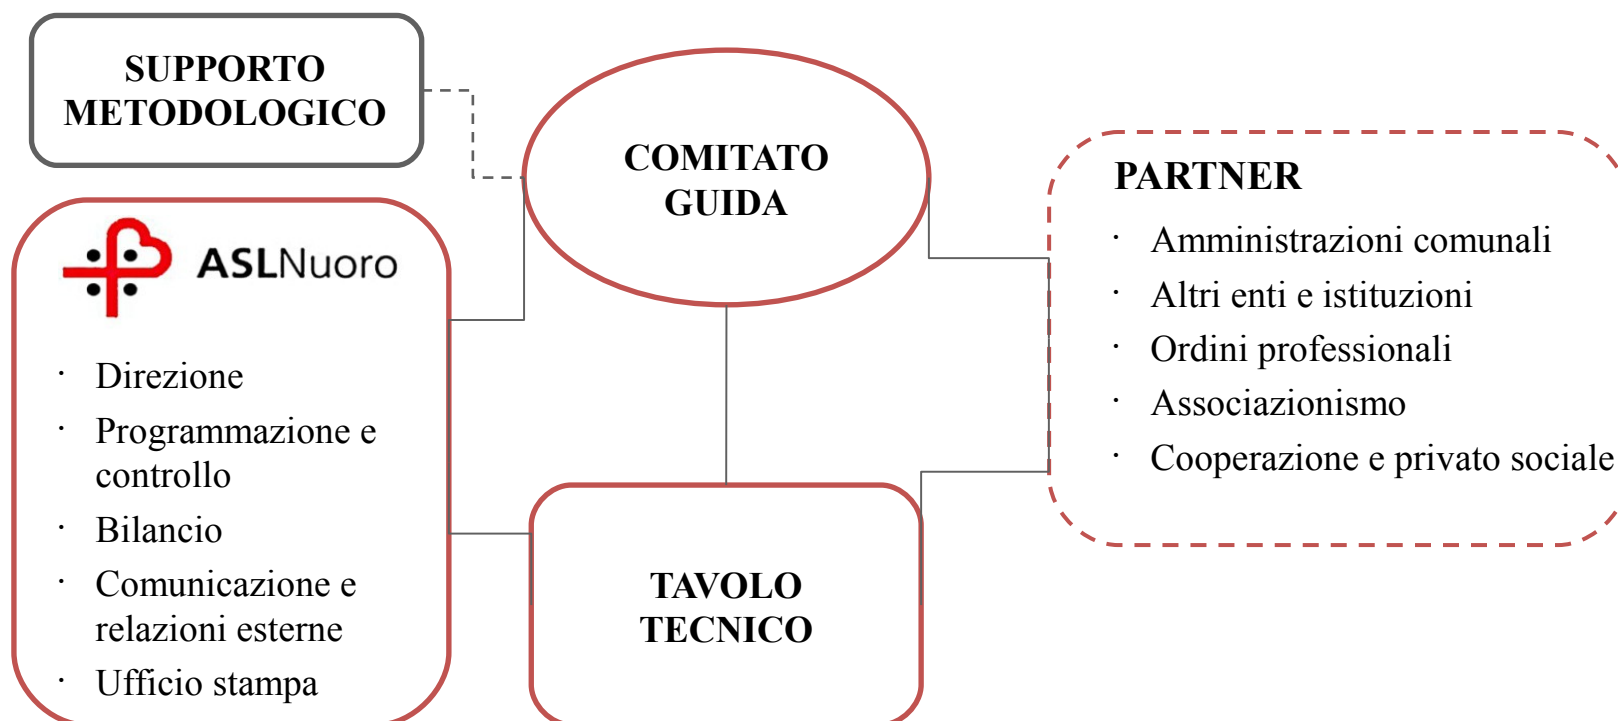 SUPPORTO
METODOLOGICO
COMITATO
GUIDA
PARTNER
· Amministrazioni comunali
· Altri enti e istituzioni
· Ordini professionali
· Associazionismo
· Cooperazione e privato sociale
ASLNuoro
· Direzione
· Programmazione e
controllo
· Bilancio
· Comunicazione e
relazioni esterne
· Ufficio stampa
TAVOLO
TECNICO